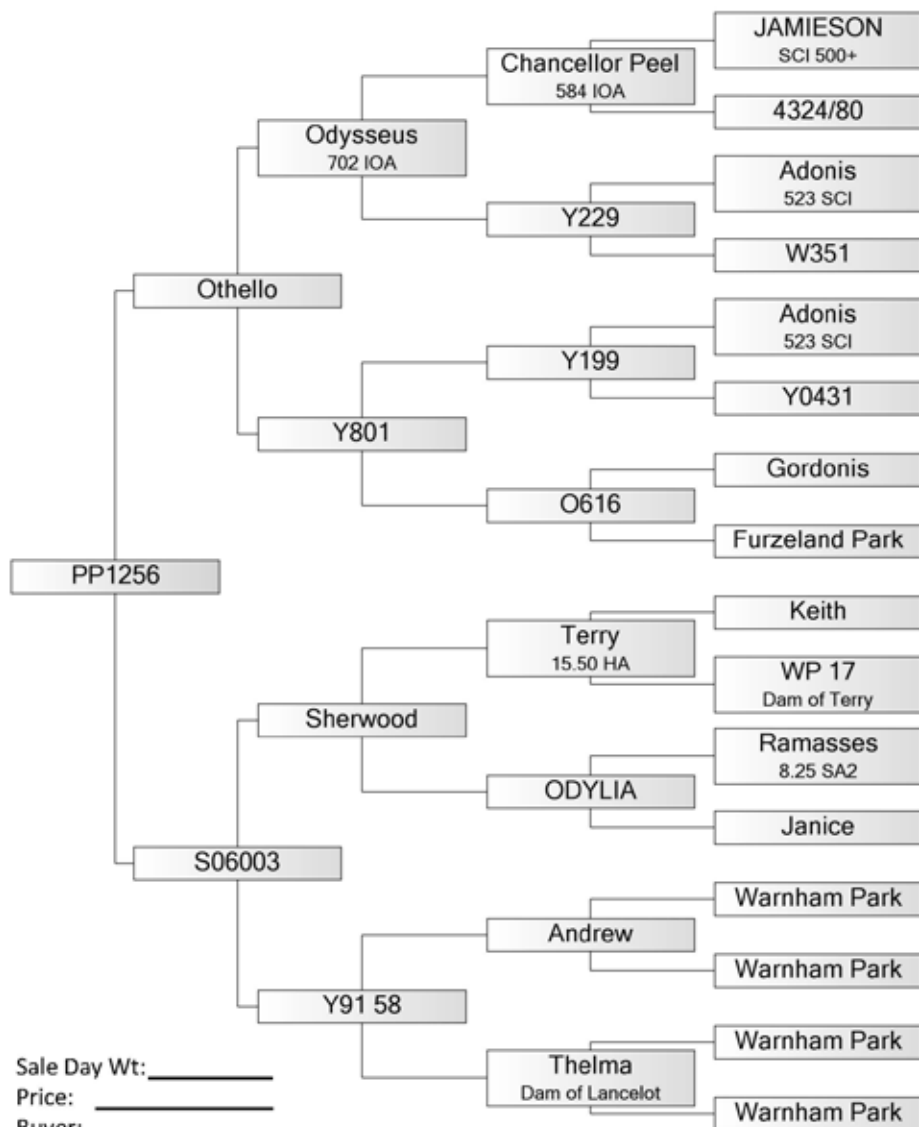 JAMIESON
SCI 500+
Chancellor Peel
584 IOA
4324/80
Odysseus
702 IOA
Adonis
523 SCI
Y229
W351
Othello
Adonis
523 SCI
Y199
Y0431
Y801
Gordonis
O616
Furzeland Park
PP1256
Keith
Terry
15.50 HA
WP 17
Dam of Terry
Sherwood
Ramasses
8.25 SA2
ODYLIA
Janice
S06003
Warnham Park
Andrew
Warnham Park
Y91 58
Warnham Park
Thelma
Dam of Lancelot
Warnham Park
Sale Day Wt:
Price:
Buyer: